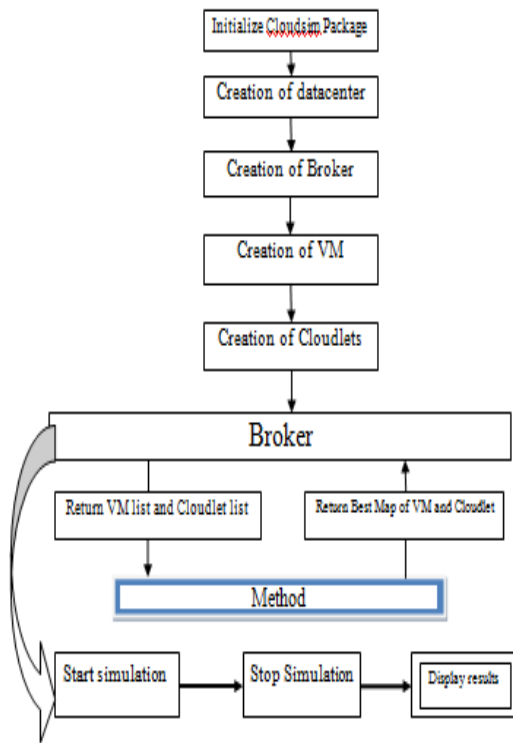 Initialize Cloudsim Package
Creation of datacenter
Creation of Broker
Creation of VM
Creation of Cloudlets
Broker
Return VM list and Cloudlet list
Return Best Map of VM and Cloudlet
Method
Start simulation
Stop Simulation
Display results